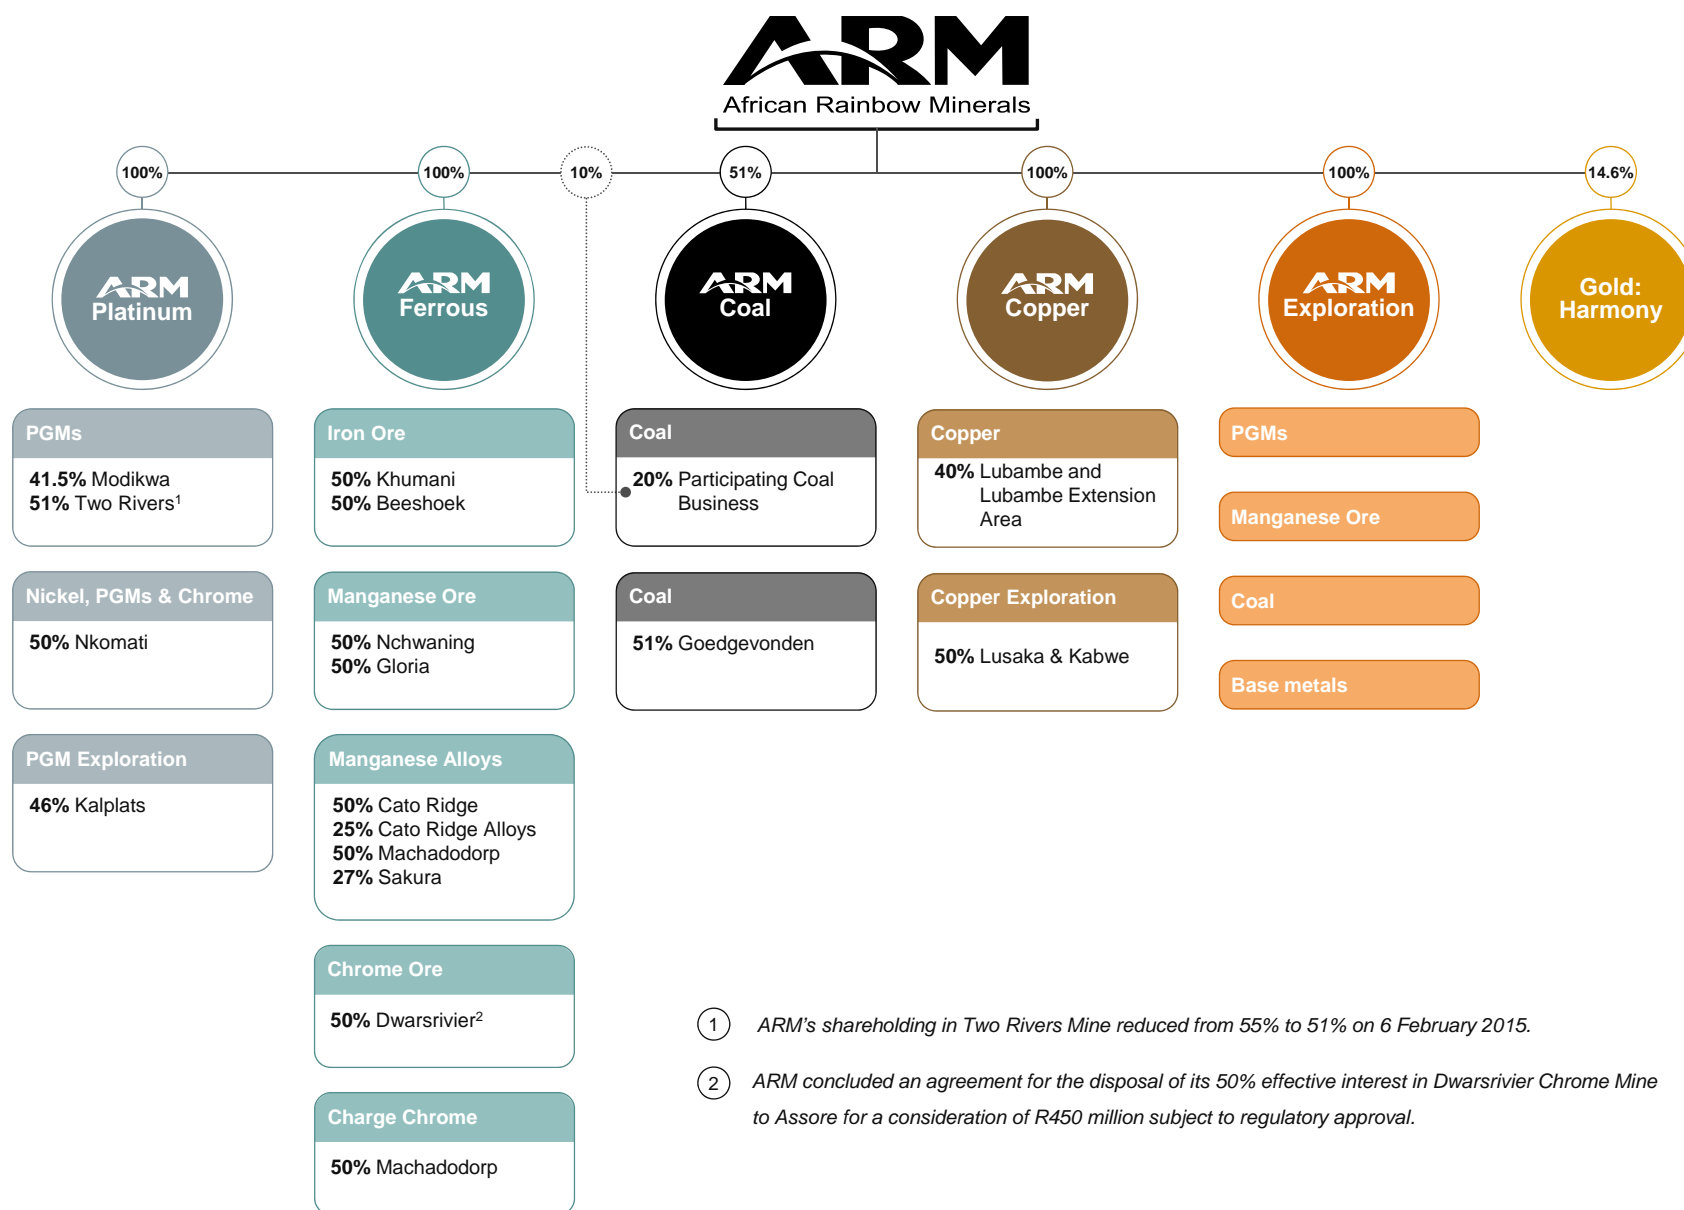 ARM
African Rainbow Minerals
100%
100%
10%
51%
100%
100%
14.6%
ARM
Platinum
ARM
Ferrous
ARM
Coal
ARM
Copper
ARM
Exploration
Gold:
Harmony
PGMs
41.5% Modikwa
51% Two Rivers¹
Nickel, PGMs & Chrome
50% Nkomati
PGM Exploration
46% Kalplats
Iron Ore
50% Khumani
50% Beeshoek
Manganese Ore
50% Nchwaning
50% Gloria
Manganese Alloys
50% Cato Ridge
25% Cato Ridge Alloys
50% Machadodorp
27% Sakura
Chrome Ore
50% Dwarsrivier²
Charge Chrome
50% Machadodorp
Coal
20% Participating Coal
Business
Coal
51% Goedgevonden
Copper
40% Lubambe and
Lubambe Extension
Area
Copper Exploration
50% Lusaka & Kabwe
PGMs
Manganese Ore
Coal
Base metals
1 ARM's shareholding in Two Rivers Mine reduced from 55% to 51% on 6 February 2015.
2 ARM concluded an agreement for the disposal of its 50% effective interest in Dwarsrivier Chrome Mine
to Assore for a consideration of R450 million subject to regulatory approval.